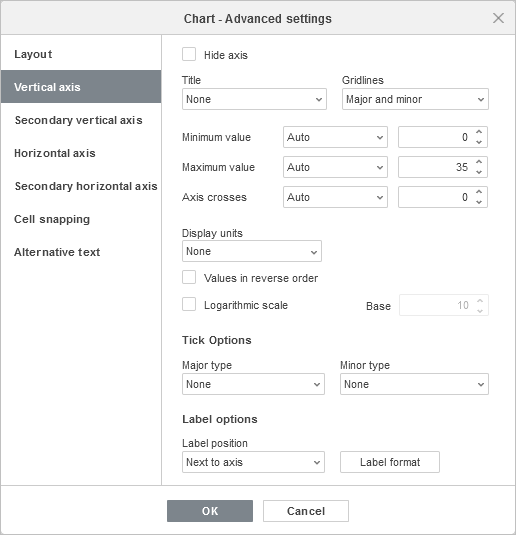 Chart - Advanced settings
Layout
Vertical axis
Secondary vertical axis
Horizontal axis
Secondary horizontal axis
Cell snapping
Alternative text
Hide axis
Title Gridlines
None Major and minor
Minimum value Auto 0
Maximum value Auto 35
Axis crosses Auto 0
Display units
None
Values in reverse order
Logarithmic scale Base 10
Tick Options
Major type Minor type
None None
Label options
Label position
Next to axis Label format
OK Cancel